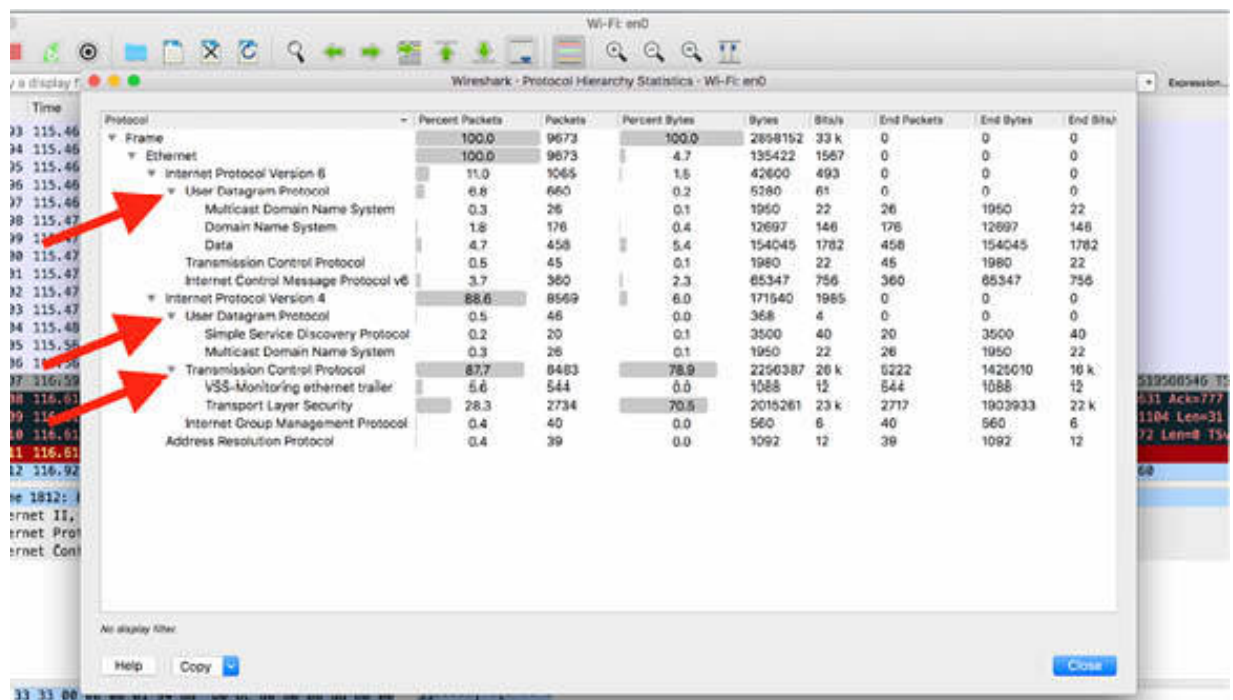 Wi-Fi: en0
Wireshark - Protocol Hierarchy Statistics - Wi-Fi: en0
Expression...
Time
Protocol Percent Packets Packets Percent Bytes Bytes Bits/s End Packets End Bytes End Bits/
Frame 100.0 9673 100.0 2858152 33 k 0 0 0
Ethernet 100.0 9673 4.7 135422 1567 0 0 0
Internet Protocol Version 6 11.0 1065 1.5 42600 493 0 0 0
User Datagram Protocol 6.8 660 0.2 5280 61 0 0 0
Multicast Domain Name System 0.3 26 0.1 1950 22 26 1950 22
Domain Name System 1.8 176 0.4 12697 146 176 12697 146
Data 4.7 458 5.4 154045 1782 458 154045 1782
Transmission Control Protocol 0.5 45 0.1 1980 22 45 1980 22
Internet Control Message Protocol v6 3.7 360 2.3 65347 756 360 65347 756
Internet Protocol Version 4 88.6 8569 6.0 171540 1985 0 0 0
User Datagram Protocol 0.5 46 0.0 368 4 0 0 0
Simple Service Discovery Protocol 0.2 20 0.1 3500 40 20 3500 40
Multicast Domain Name System 0.3 26 0.1 1950 22 26 1950 22
Transmission Control Protocol 87.7 8483 78.9 2256387 26 k 5222 1425010 16 k
VSS-Monitoring ethernet trailer 5.6 544 0.0 1088 12 544 1088 12
Transport Layer Security 28.3 2734 70.5 2015261 23 k 2717 1903933 22 k
Internet Group Management Protocol 0.4 40 0.0 560 6 40 560 6
Address Resolution Protocol 0.4 39 0.0 1092 12 39 1092 12
No display filter.
Help Copy Close